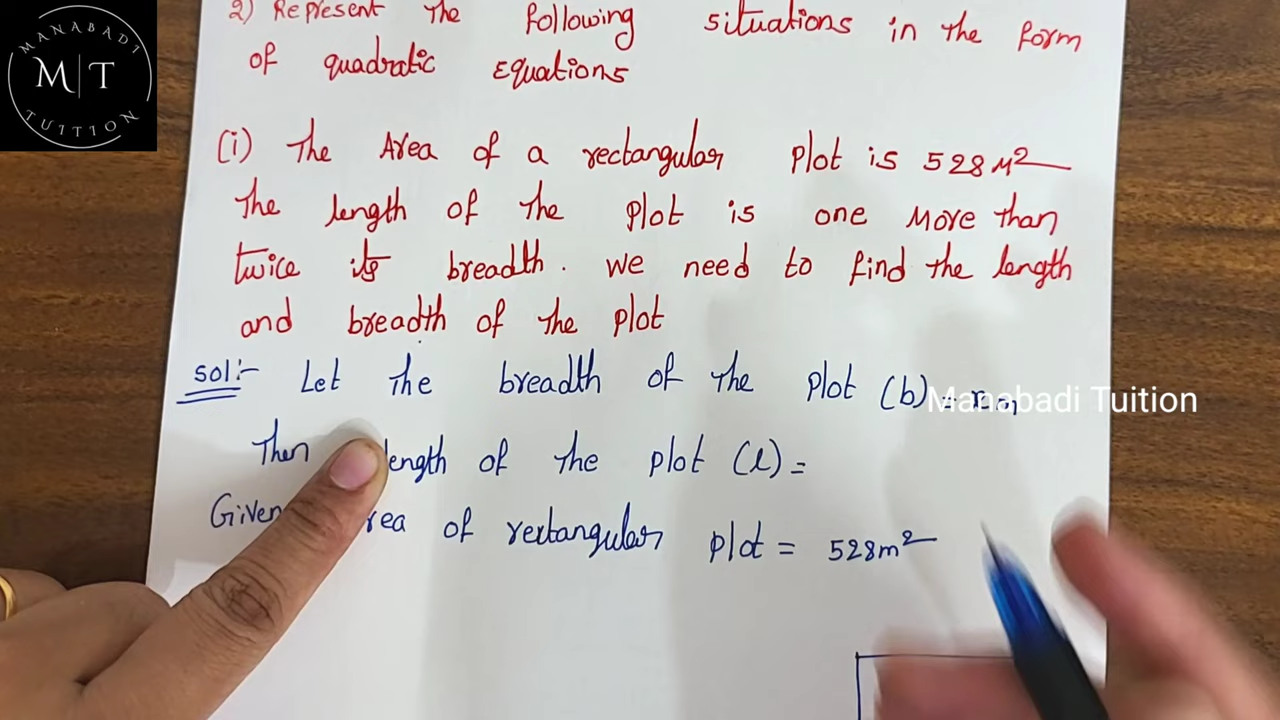 MANABADI
M|T
TUITION
2) Represent the following situations in the form
of quadratic Equations
(i) The Area of a rectangular plot is 528 M²
The length of the plot is one more than
twice its breadth. we need to find the length
and breadth of the plot
Sol:- Let the breadth of the plot (b) = x m
Manabadi Tuition
Then length of the plot (l) =
Given of rectangular plot = 528m²